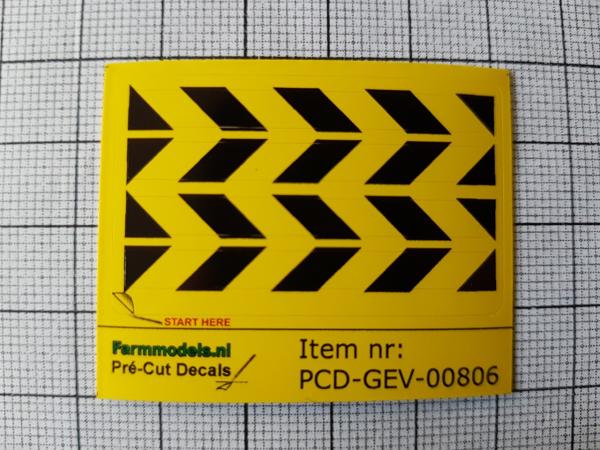 START HERE
Farmmodels.nl
Pré-Cut Decals
Item nr:
PCD-GEV-00806